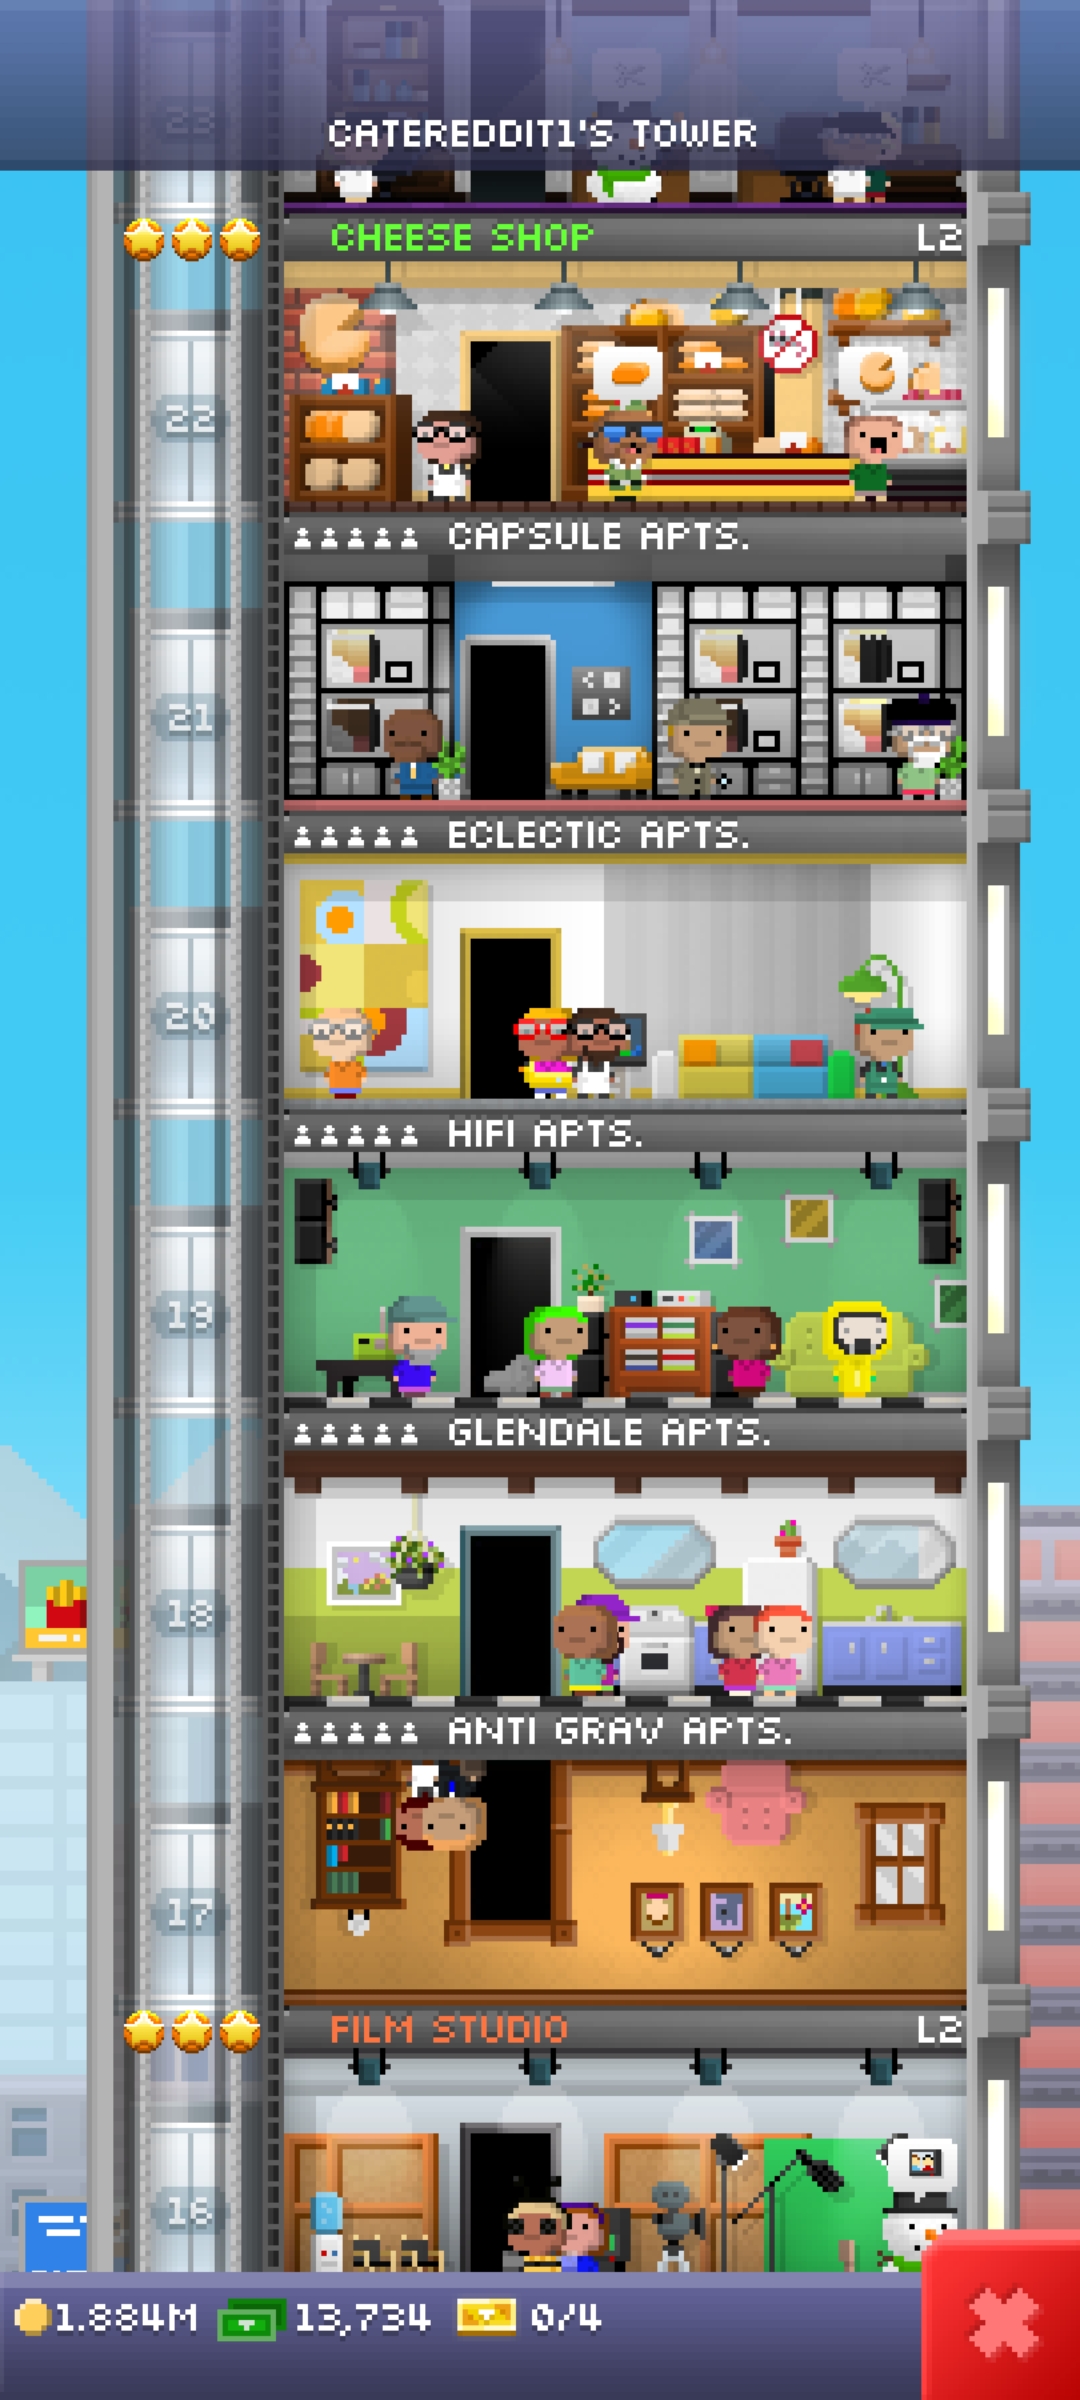 23
CATEREDDIT1'S TOWER
CHEESE SHOP L2
22
CAPSULE APTS.
21
ECLECTIC APTS.
20
HIFI APTS.
19
GLENDALE APTS.
18
ANTI GRAV APTS.
17
FILM STUDIO L2
16
1.884M 13,734 0/4